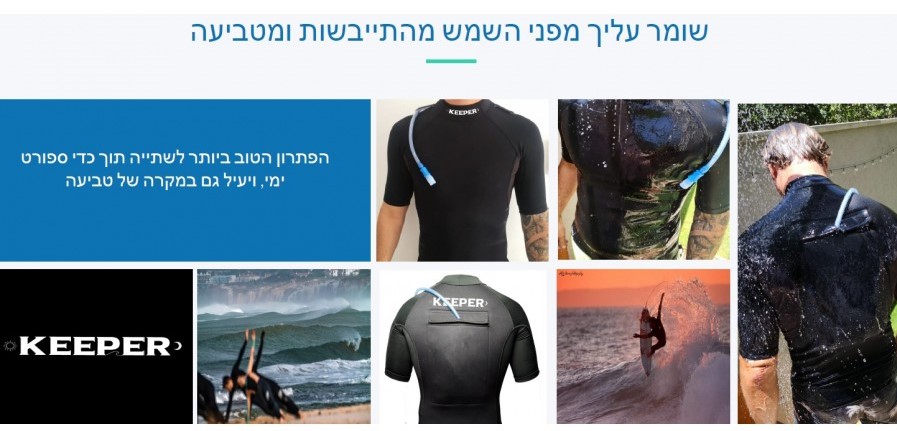 שומר עליך מפני השמש מהתייבשות ומטביעה
הפתרון הטוב ביותר לשתייה תוך כדי ספורט
ימי, ויעיל גם במקרה של טביעה
KEEPER
KEEPER
KEEPER